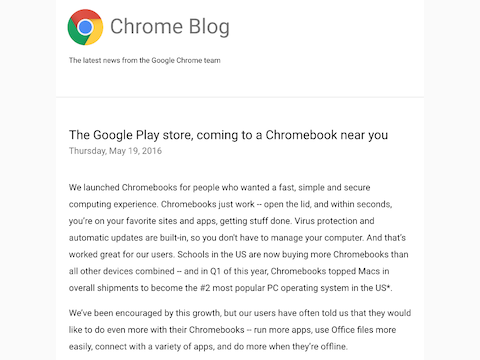 Chrome Blog
The latest news from the Google Chrome team
The Google Play store, coming to a Chromebook near you
Thursday, May 19, 2016
We launched Chromebooks for people who wanted a fast, simple and secure
computing experience. Chromebooks just work -- open the lid, and within seconds,
you're on your favorite sites and apps, getting stuff done. Virus protection and
automatic updates are built-in, so you don't have to manage your computer. And that's
worked great for our users. Schools in the US are now buying more Chromebooks than
all other devices combined -- and in Q1 of this year, Chromebooks topped Macs in
overall shipments to become the #2 most popular PC operating system in the US*.
We've been encouraged by this growth, but our users have often told us that they would
like to do even more with their Chromebooks -- run more apps, use Office files more
easily, connect with a variety of apps, and do more when they're offline.